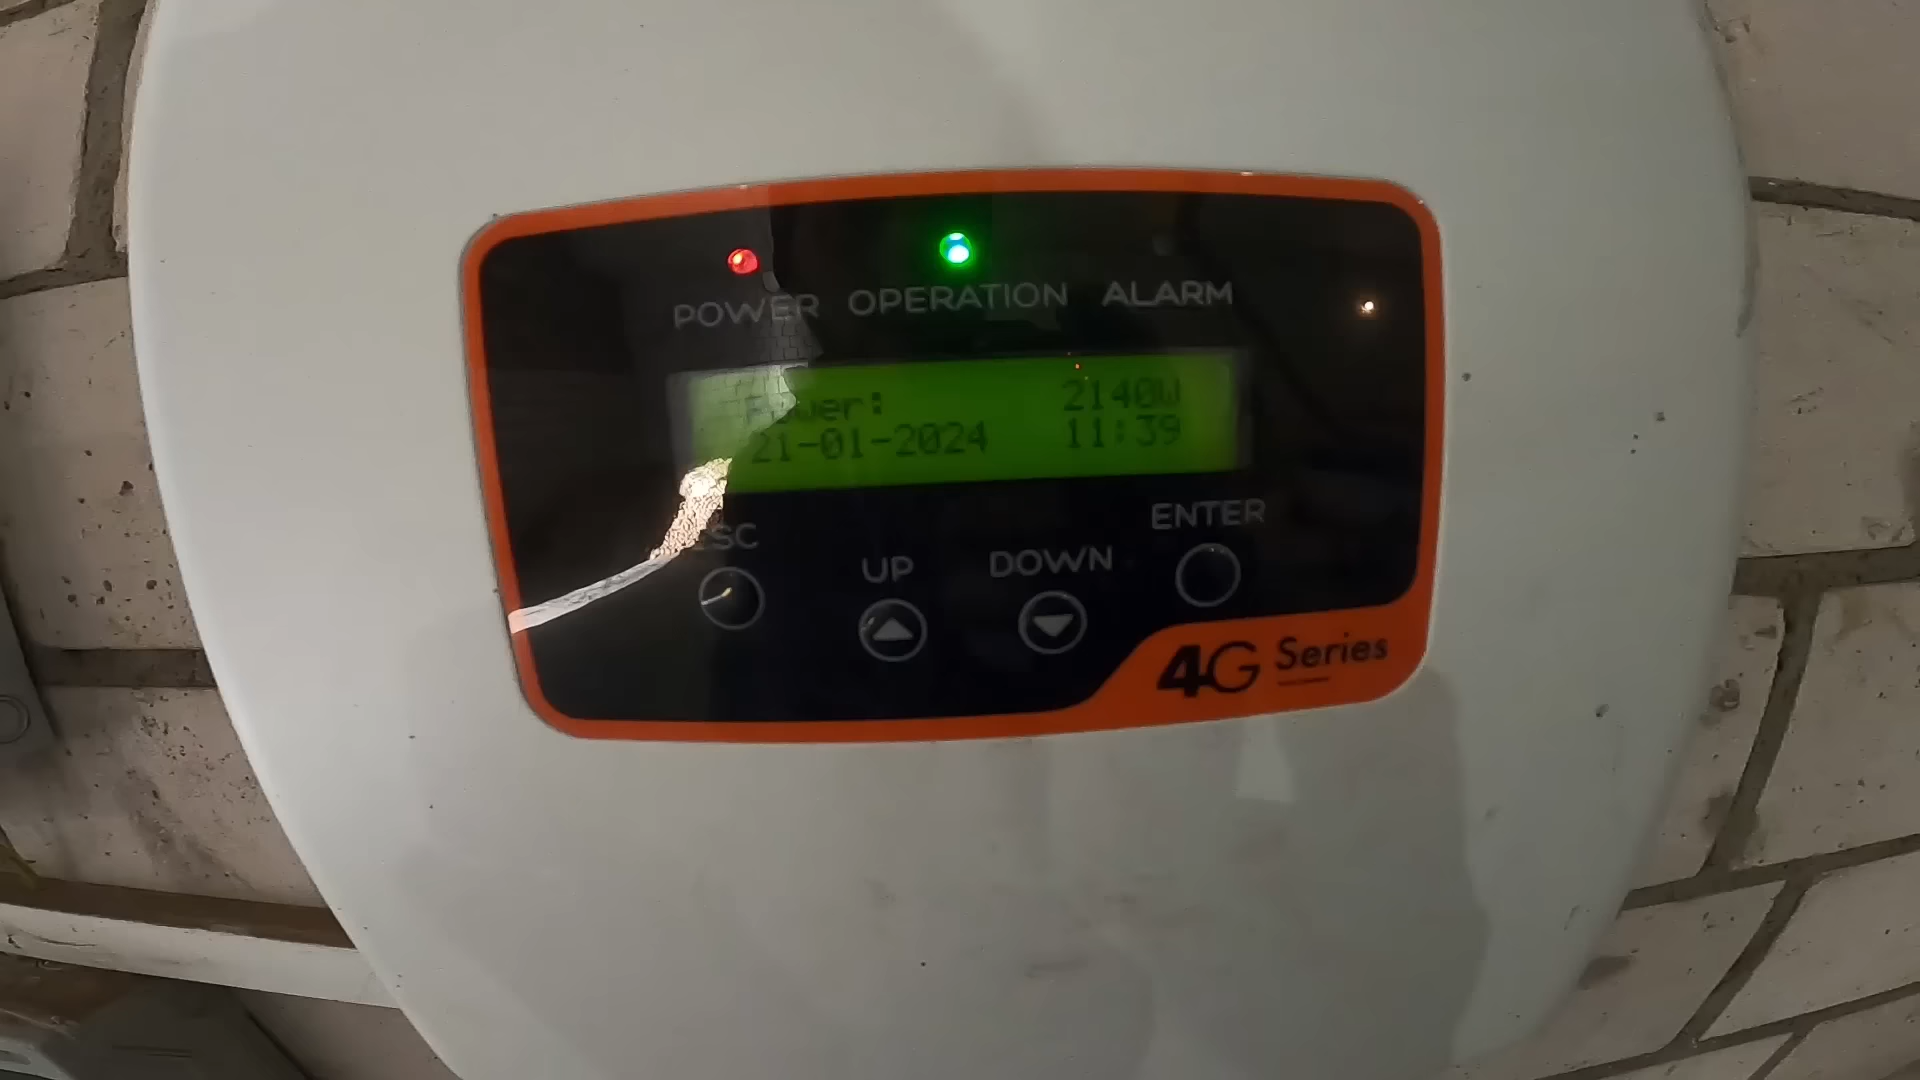 POWER OPERATION ALARM
Power: 2140W
21-01-2024 11:39
ESC UP DOWN ENTER
4G Series